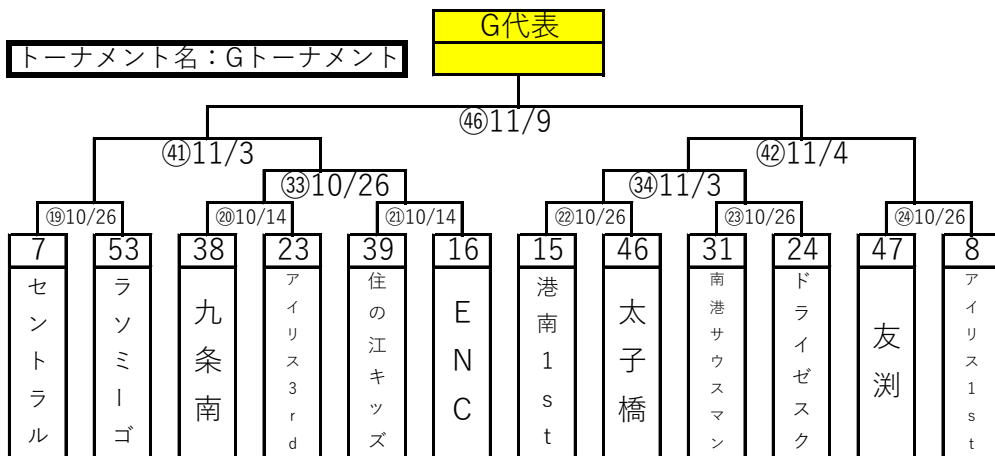 G代表
トーナメント名：Gトーナメント
㊻11/9
㊶11/3
㊷11/4
㉝10/26
㉞11/3
⑲10/26
⑳10/14
㉑10/14
㉒10/26
㉓10/26
㉔10/26
7
53
38
23
39
16
15
46
31
24
47
8
セントラル
ラソミーゴ
九条南
アイリス3rd
住の江キッズ
ENC
港南1st
太子橋
南港サウスマン
ドライゼスク
友渕
アイリス1st